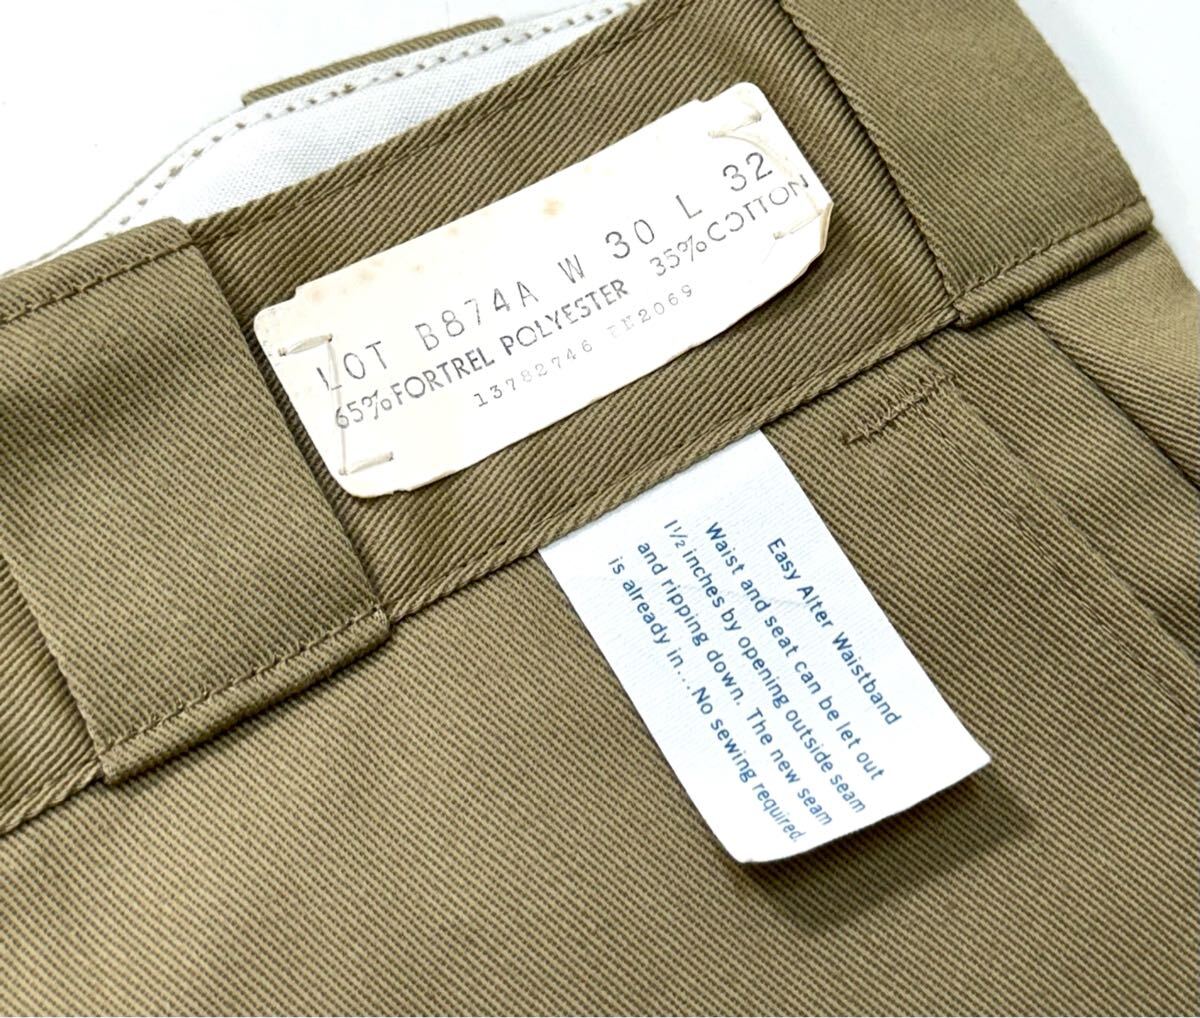 LOT B874A W 30 L 32
65% FORTREL POLYESTER 35% COTTON
13782746 2069
Easy Alter Waistband
Waist and seat can be let out
1½ inches by opening outside seam
and ripping down. The new seam
is already in....No sewing required.